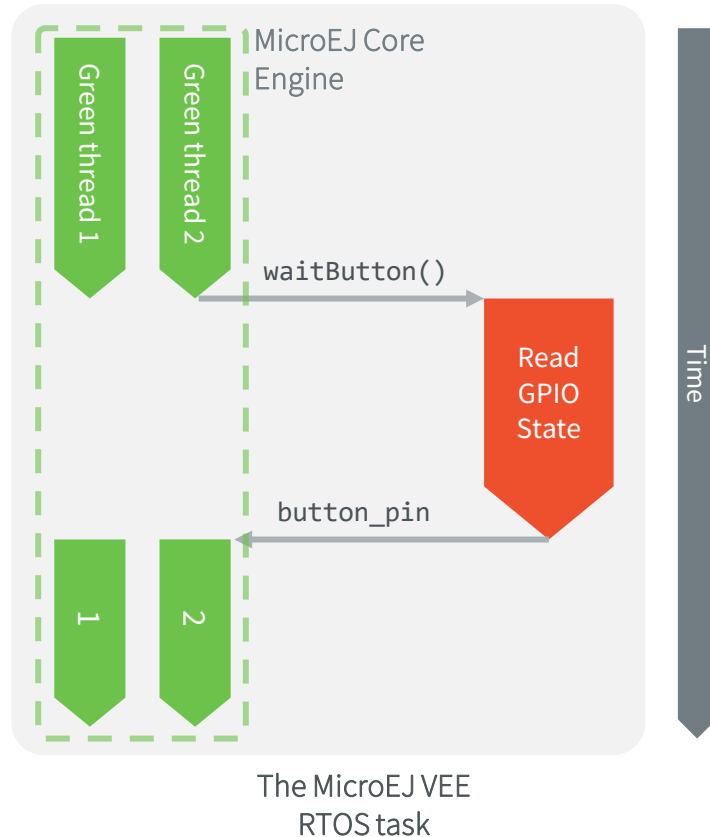 MicroEJ Core
Engine
Green thread 1
Green thread 2
waitButton()
Read
GPIO
State
Time
button_pin
1
2
The MicroEJ VEE
RTOS task